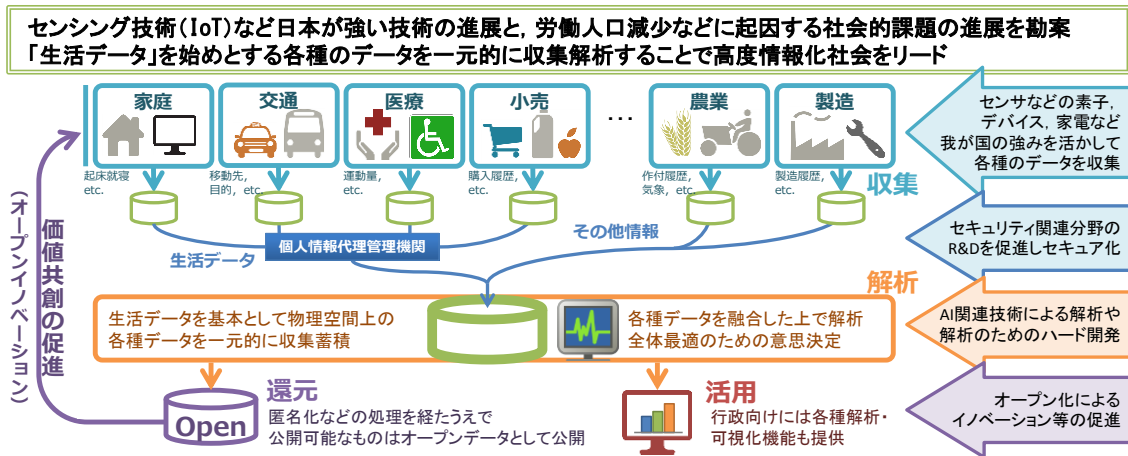 センシング技術(IoT)など日本が強い技術の進展と，労働人口減少などに起因する社会的課題の進展を勘案
「生活データ」を始めとする各種のデータを一元的に収集解析することで高度情報化社会をリード
家庭
交通
医療
小売
…
農業
製造
起床就寝
etc.
移動先，
目的，etc.
運動量，
etc.
購入履歴，
etc.
作付履歴，
気象，etc.
製造履歴，
etc.
収集
センサなどの素子，
デバイス，家電など
我が国の強みを活かして
各種のデータを収集
個人情報代理管理機関
生活データ
その他情報
セキュリティ関連分野の
R&Dを促進しセキュア化
解析
生活データを基本として物理空間上の
各種データを一元的に収集蓄積
各種データを融合した上で解析
全体最適のための意思決定
AI関連技術による解析や
解析のためのハード開発
価値共創の促進
(オープンイノベーション)
Open
還元
匿名化などの処理を経たうえで
公開可能なものはオープンデータとして公開
活用
行政向けには各種解析・
可視化機能も提供
オープン化による
イノベーション等の促進